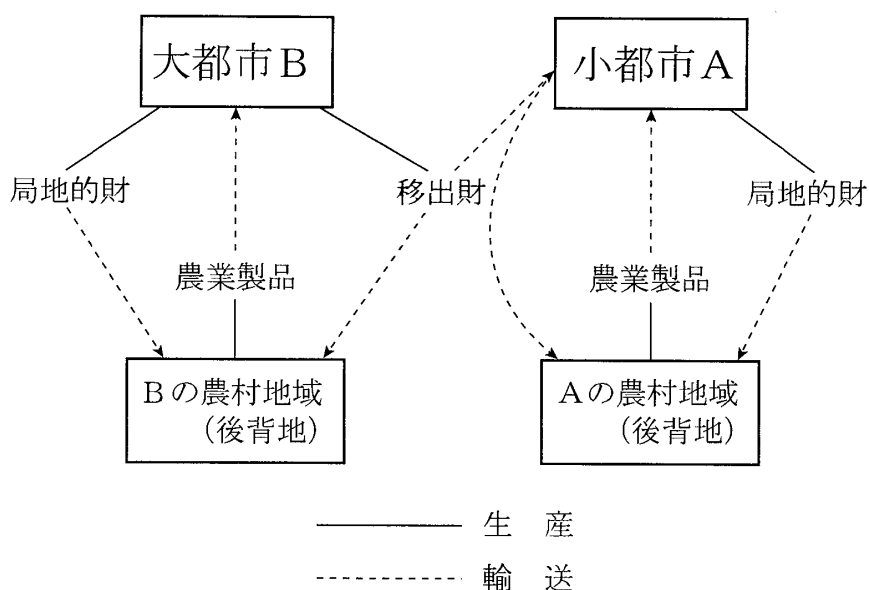 大都市B
小都市A
局地的財
移出財
局地的財
農業製品
農業製品
Bの農村地域
(後背地)
Aの農村地域
(後背地)
生 産
輸 送